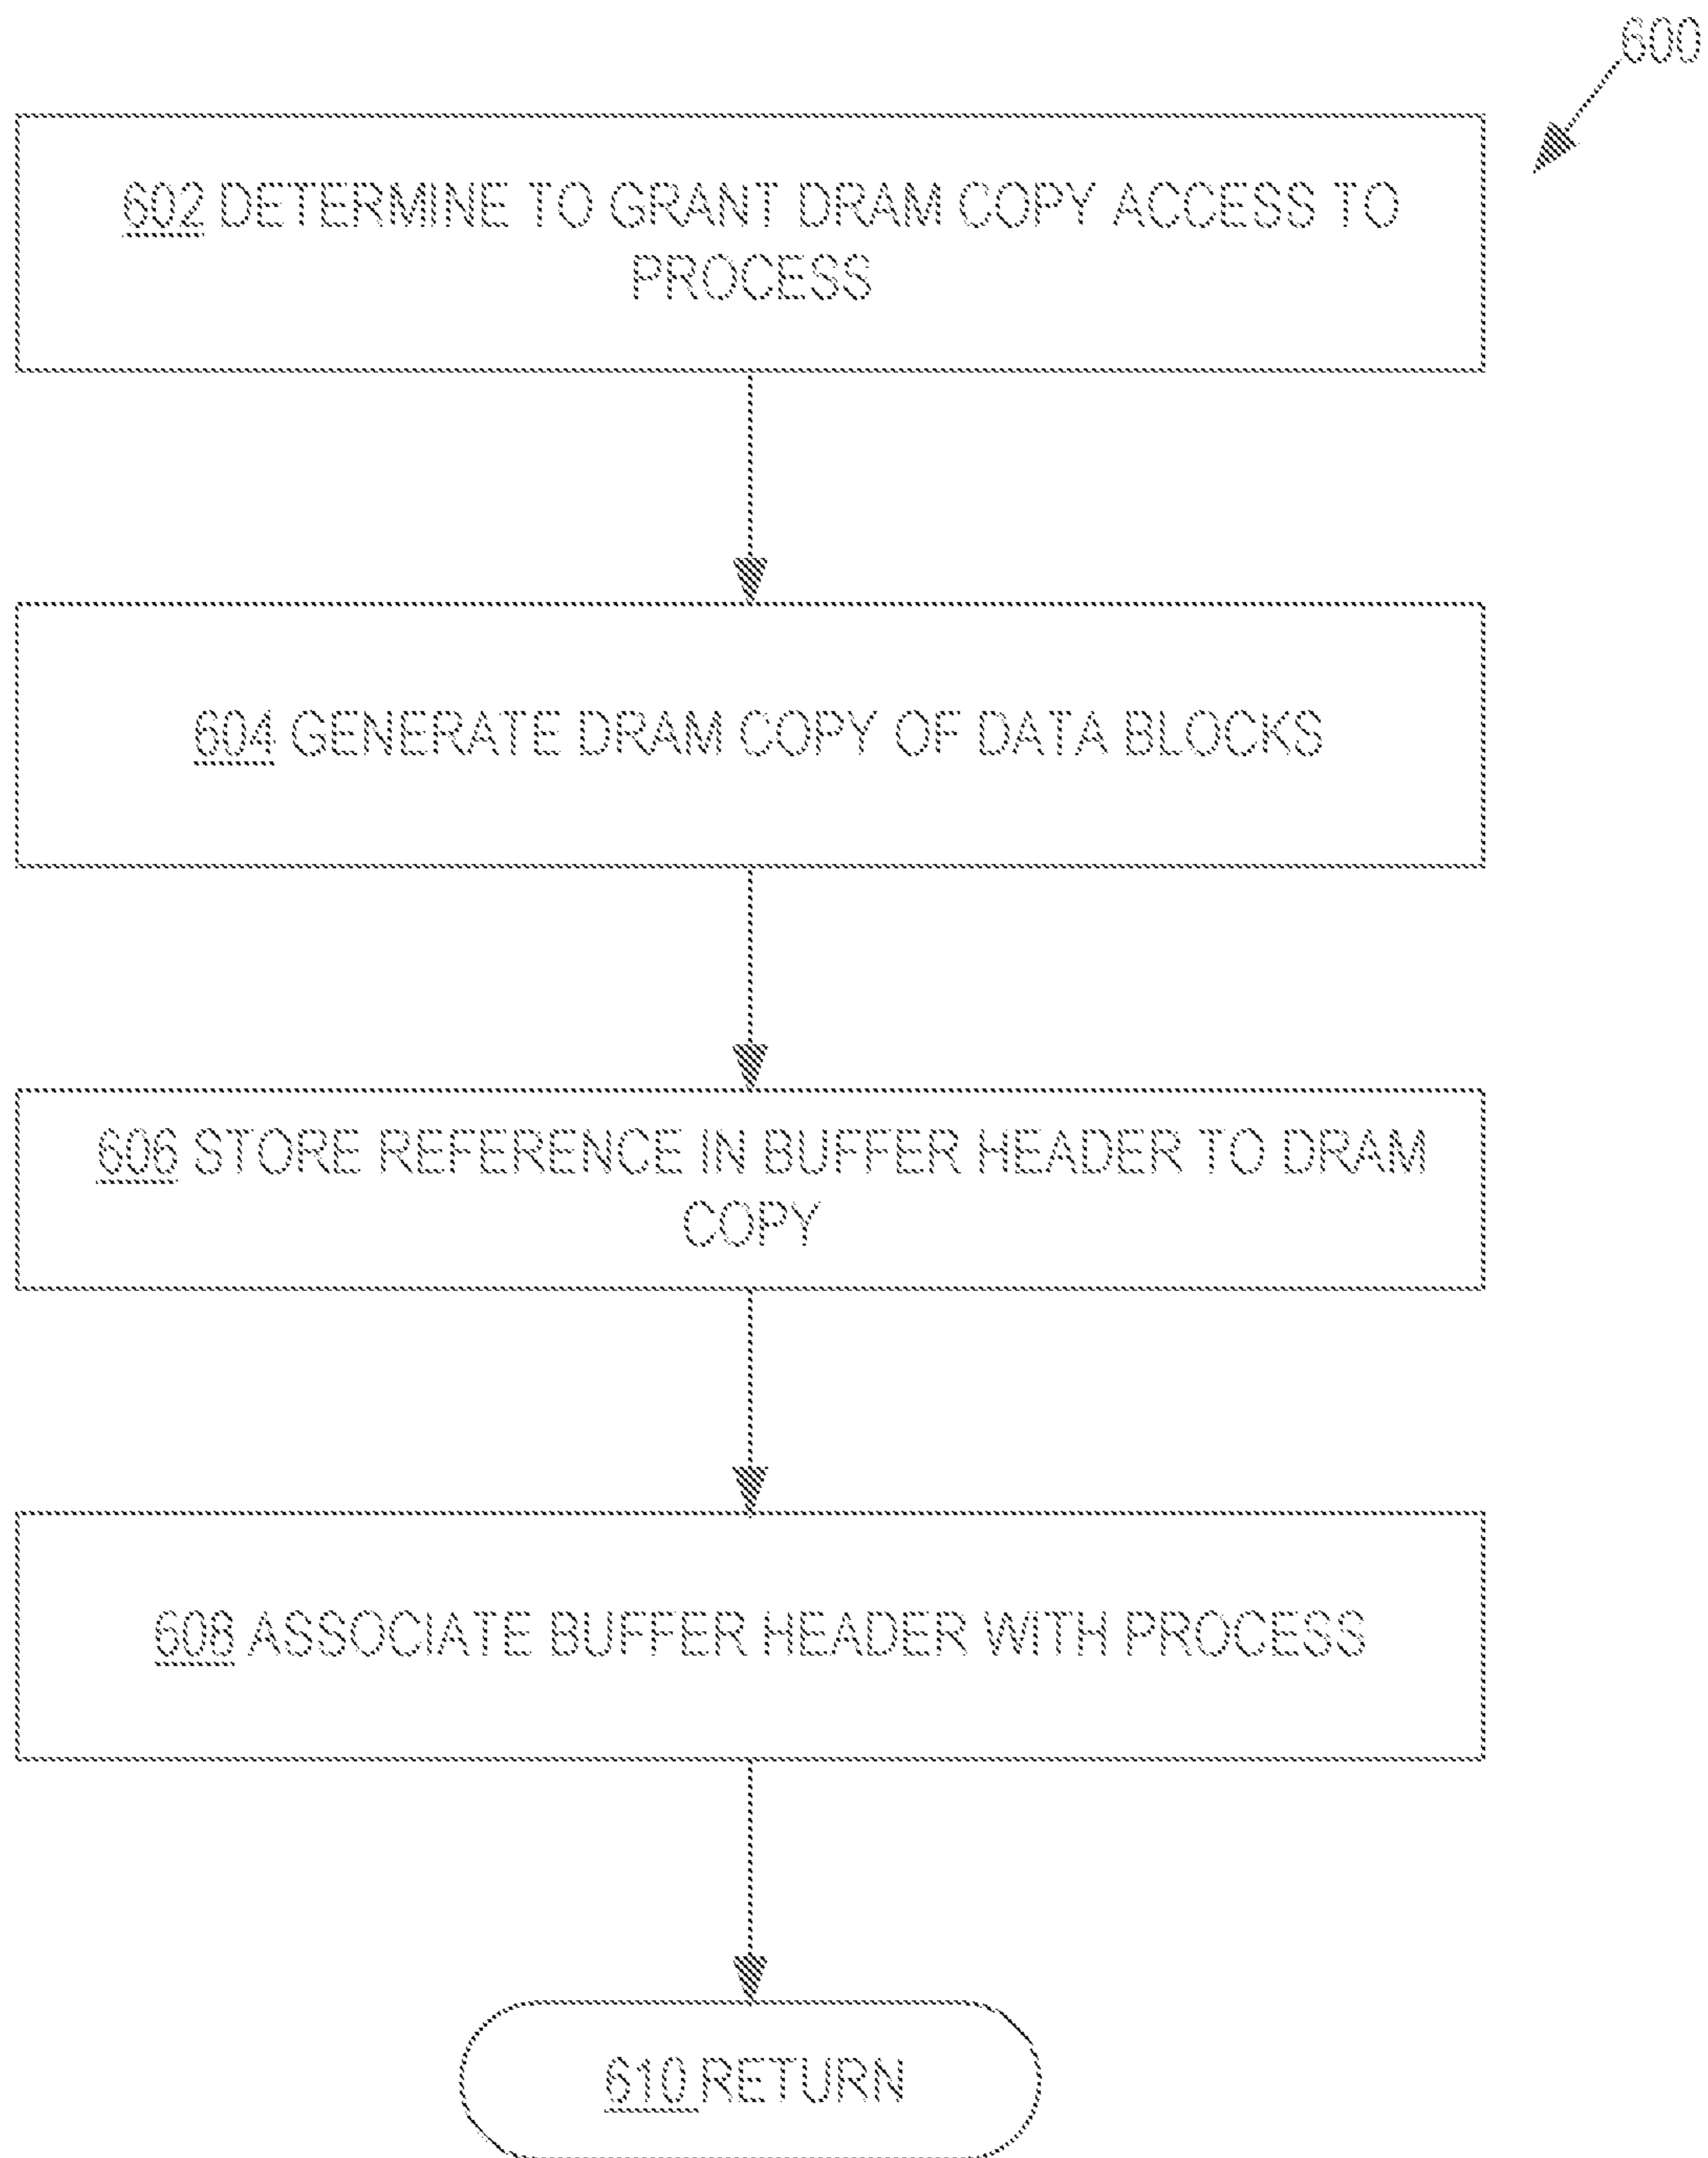 600
602 DETERMINE TO GRANT DRAM COPY ACCESS TO
PROCESS
604 GENERATE DRAM COPY OF DATA BLOCKS
606 STORE REFERENCE IN BUFFER HEADER TO DRAM
COPY
608 ASSOCIATE BUFFER HEADER WITH PROCESS
610 RETURN